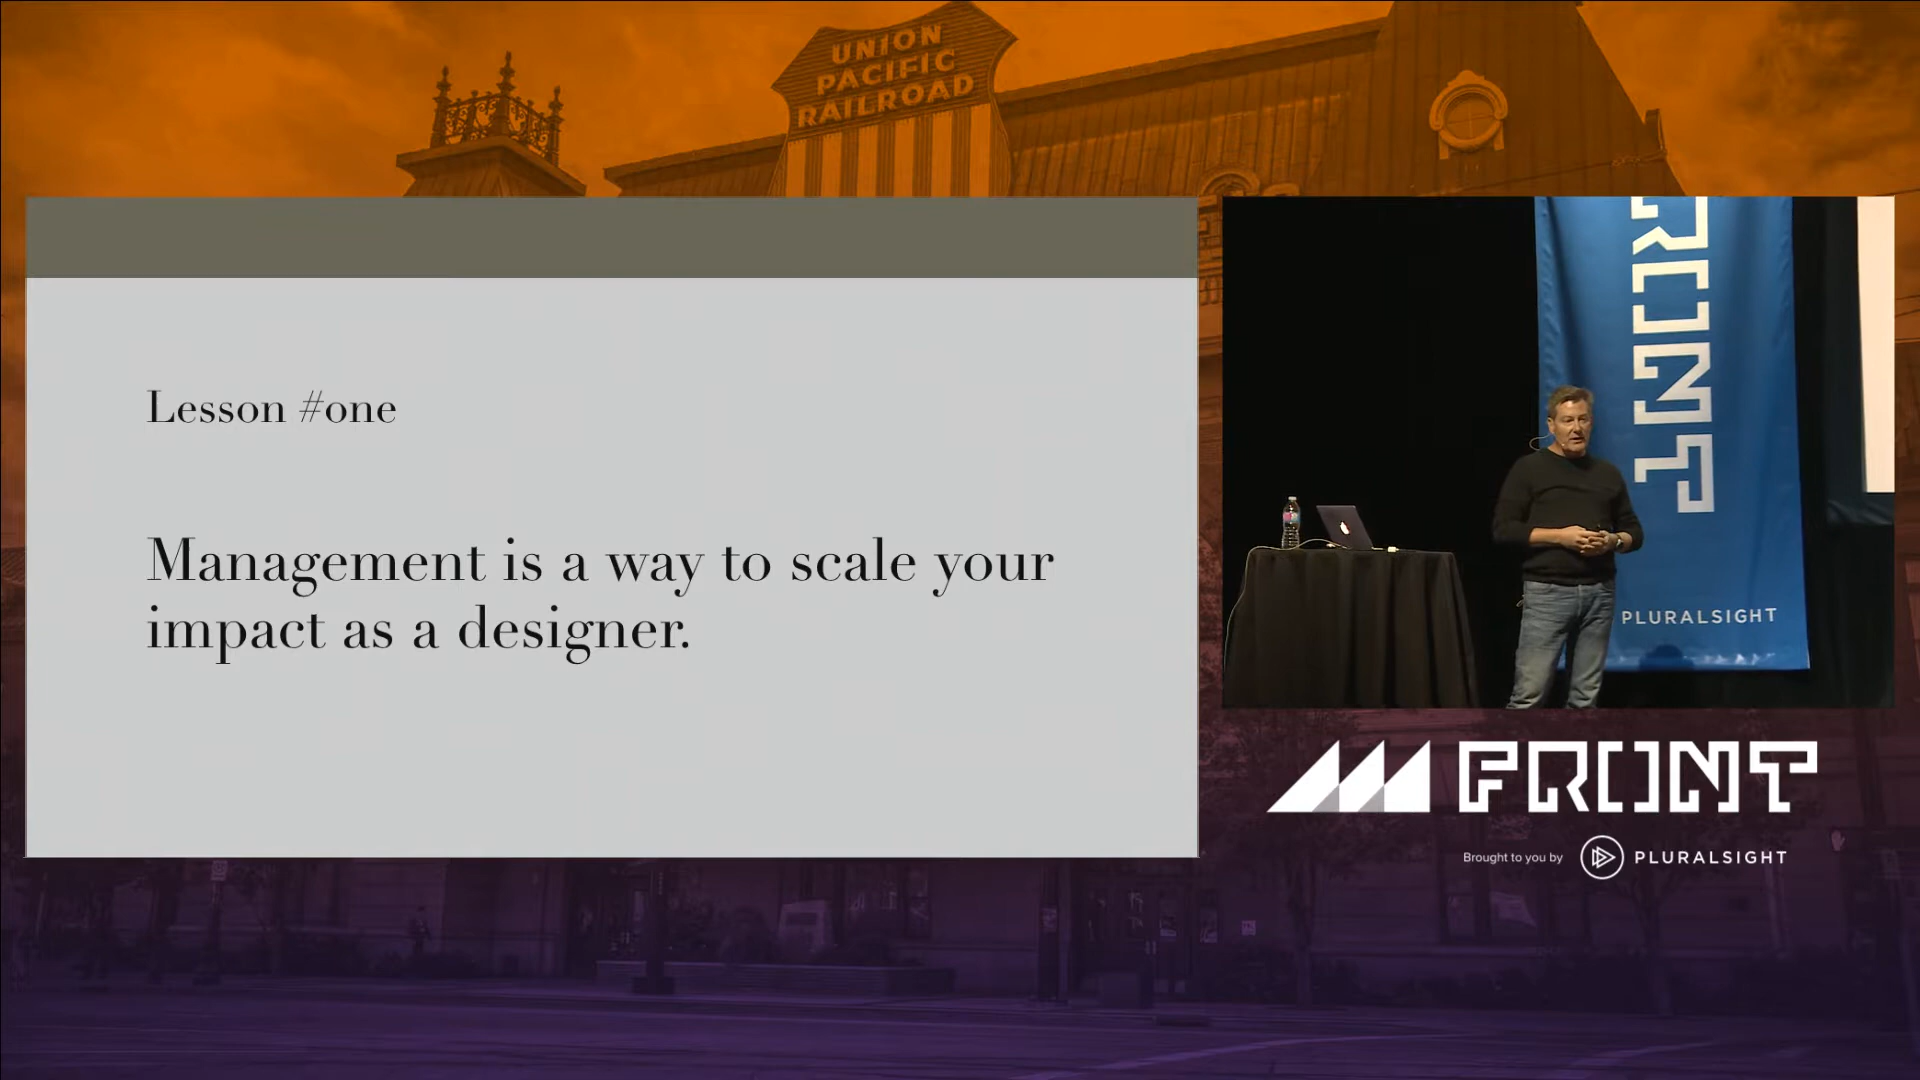 UNION
PACIFIC
RAILROAD
Lesson #one
Management is a way to scale your
impact as a designer.
RONT
PLURALSIGHT
FRONT
Brought to you by PLURALSIGHT